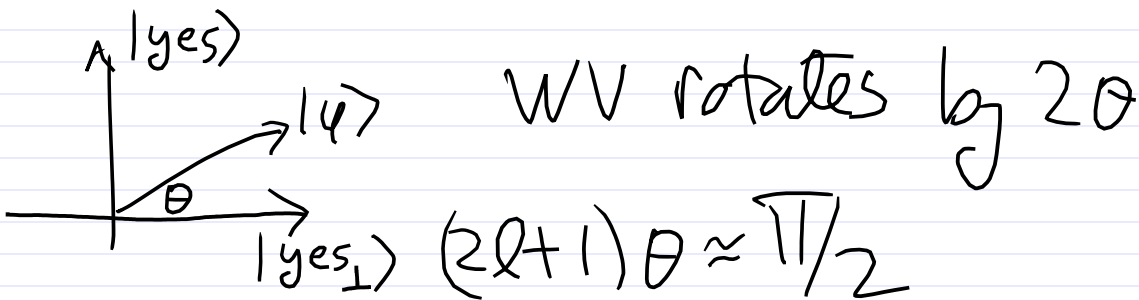 |yes⟩
|ψ⟩
θ
|yes⊥⟩
WV rotates by 2θ
(2ℓ+1)θ ≈ π/2